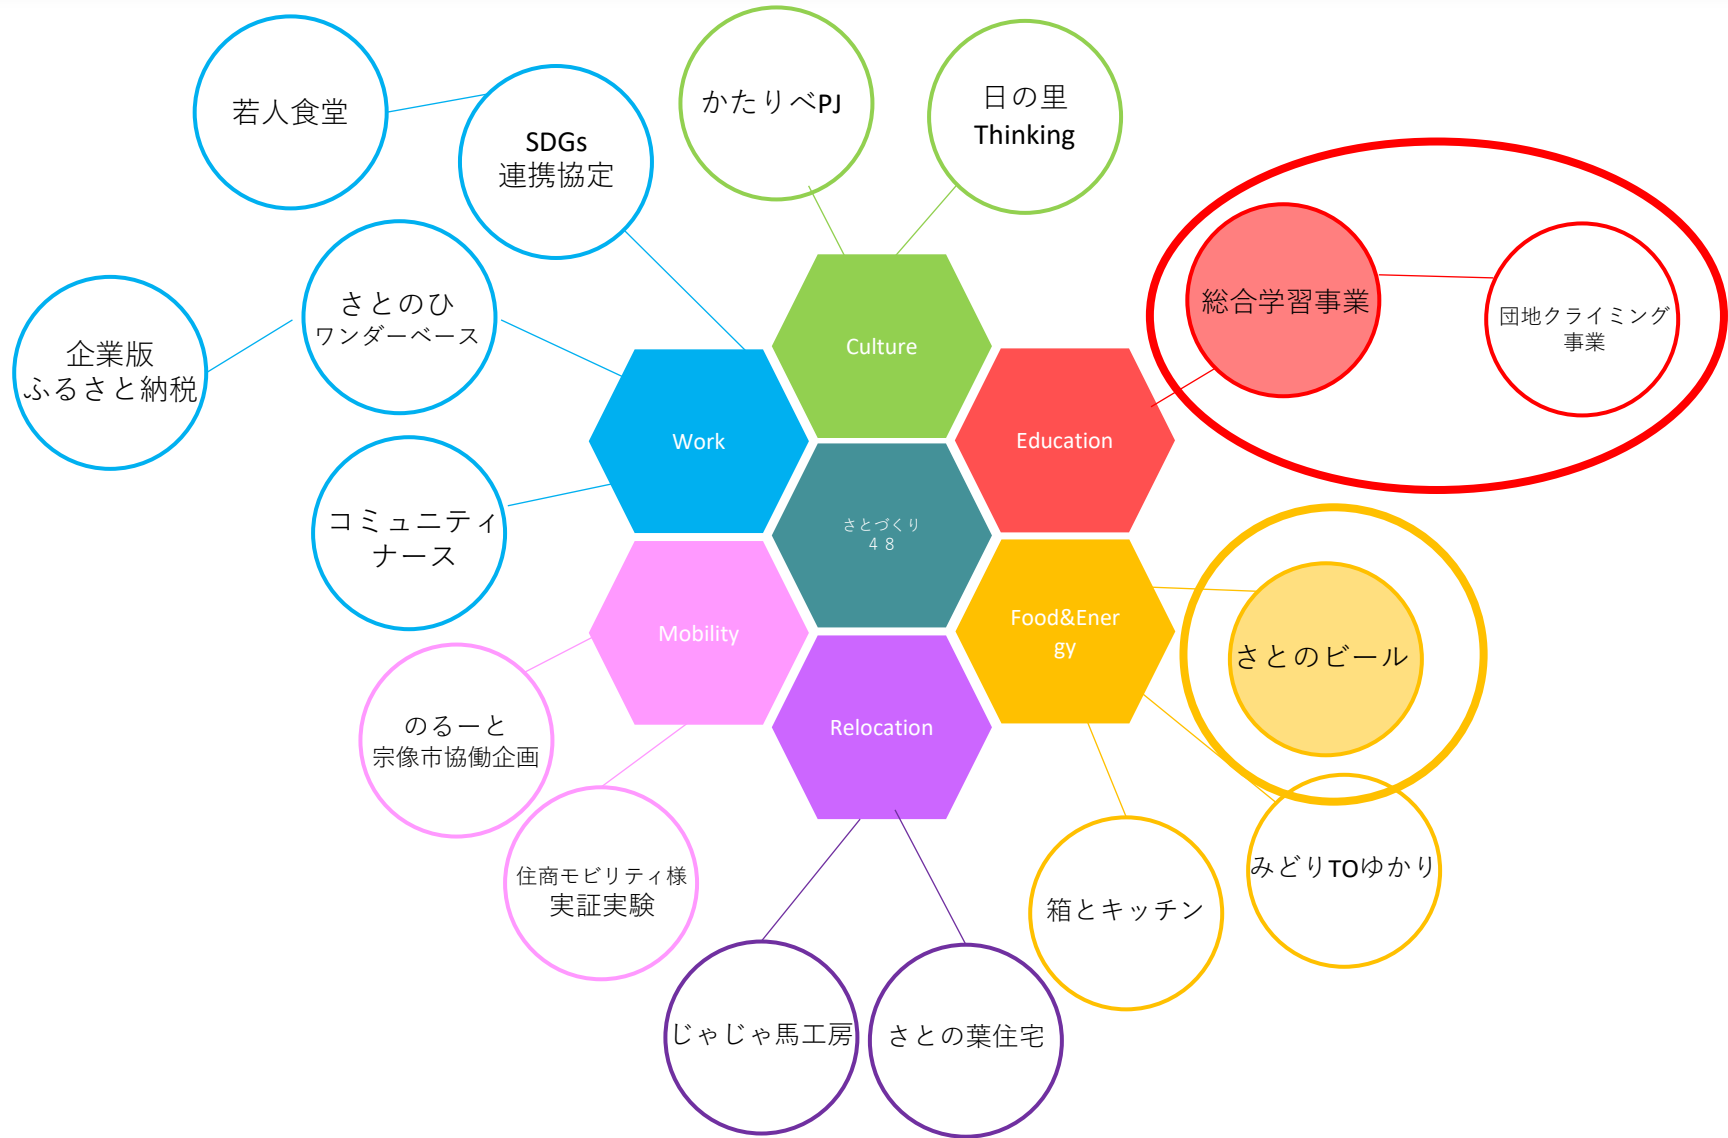 若人食堂
SDGs
連携協定
かたりべPJ
日の里
Thinking
さとのひ
ワンダーベース
企業版
ふるさと納税
コミュニティ
ナース
Culture
Work
Education
総合学習事業
団地クライミング
事業
さとづくり
４８
Mobility
Food&Ener
gy
Relocation
さとのビール
のるーと
宗像市協働企画
住商モビリティ様
実証実験
みどりTOゆかり
箱とキッチン
じゃじゃ馬工房
さとの葉住宅